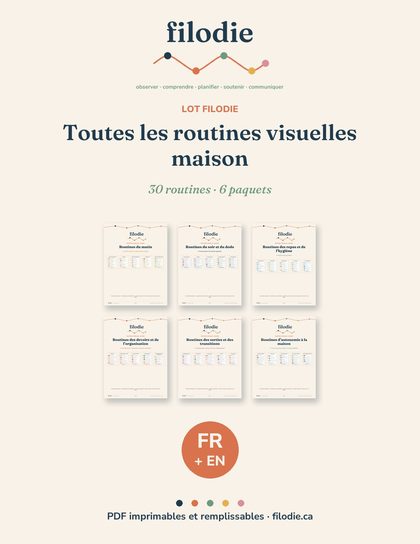 filodie
observer · comprendre · planifier · soutenir · communiquer
LOT FILODIE
Toutes les routines visuelles
maison
30 routines · 6 paquets
filodie
Routines du matin
filodie
Routines du soir et du dodo
filodie
Routines des repas et de
l'hygiène
filodie
Routines des devoirs et de
l'organisation
filodie
Routines des sorties et des
transitions
filodie
Routines d'autonomie à la
maison
FR
+ EN
PDF imprimables et remplissables · filodie.ca